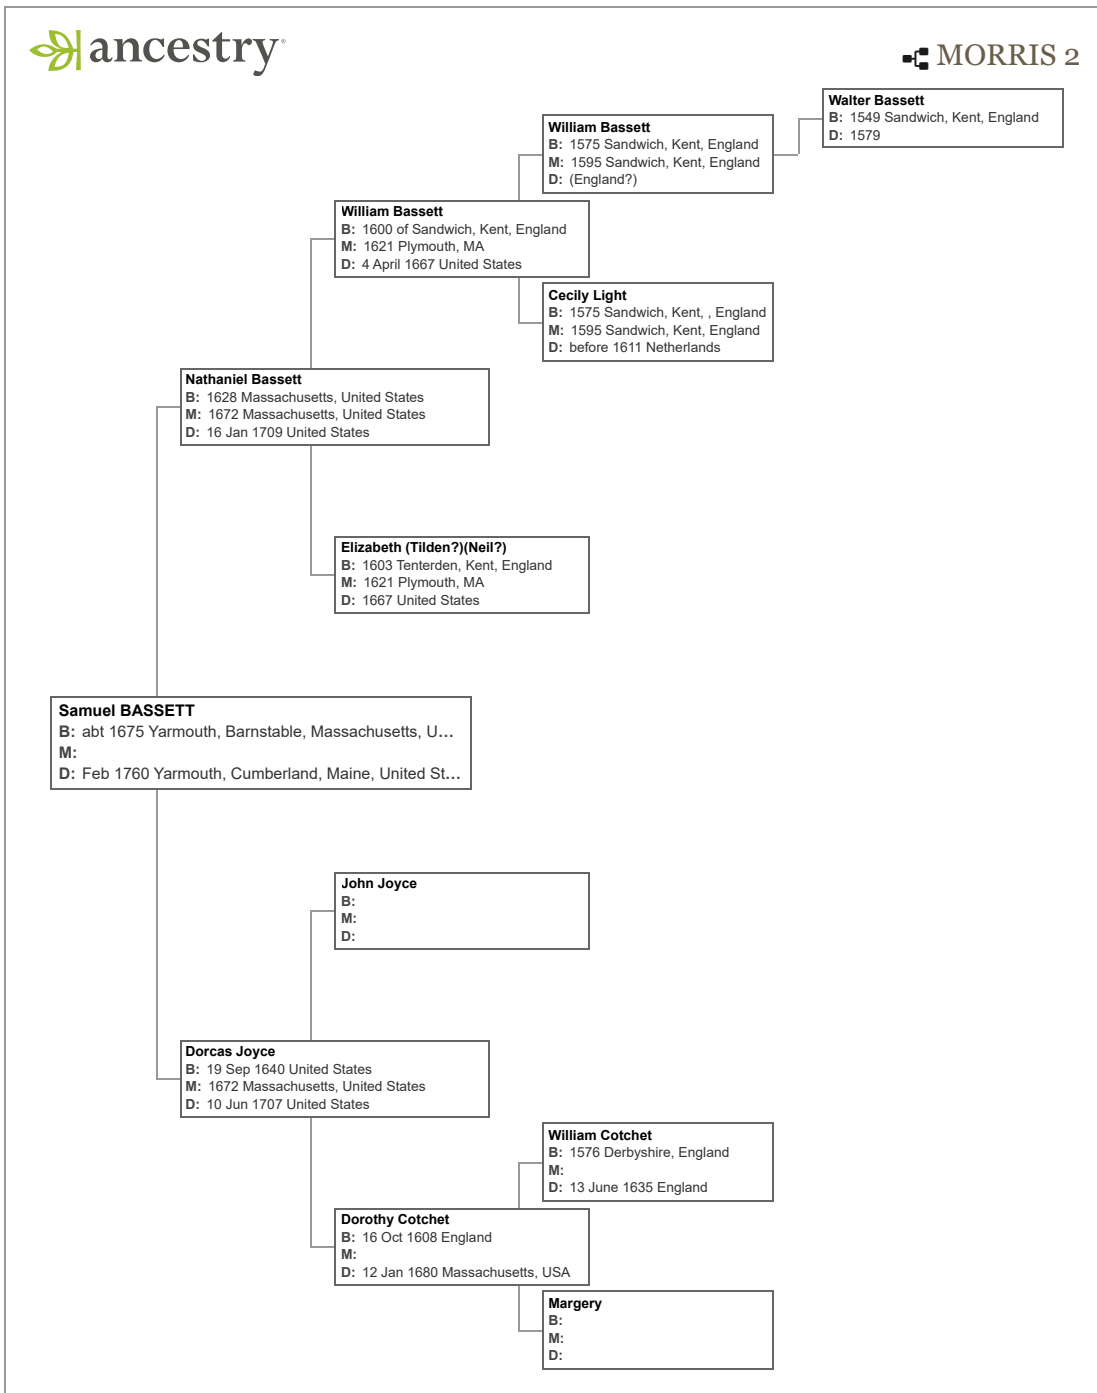 ancestry
MORRIS 2
Walter Bassett
B: 1549 Sandwich, Kent, England
D: 1579
William Bassett
B: 1575 Sandwich, Kent, England
M: 1595 Sandwich, Kent, England
D: (England?)
William Bassett
B: 1600 of Sandwich, Kent, England
M: 1621 Plymouth, MA
D: 4 April 1667 United States
Cecily Light
B: 1575 Sandwich, Kent, , England
M: 1595 Sandwich, Kent, England
D: before 1611 Netherlands
Nathaniel Bassett
B: 1628 Massachusetts, United States
M: 1672 Massachusetts, United States
D: 16 Jan 1709 United States
Elizabeth (Tilden?)(Neil?)
B: 1603 Tenterden, Kent, England
M: 1621 Plymouth, MA
D: 1667 United States
Samuel BASSETT
B: abt 1675 Yarmouth, Barnstable, Massachusetts, U...
M:
D: Feb 1760 Yarmouth, Cumberland, Maine, United St...
John Joyce
B:
M:
D:
Dorcas Joyce
B: 19 Sep 1640 United States
M: 1672 Massachusetts, United States
D: 10 Jun 1707 United States
William Cotchet
B: 1576 Derbyshire, England
M:
D: 13 June 1635 England
Dorothy Cotchet
B: 16 Oct 1608 England
M:
D: 12 Jan 1680 Massachusetts, USA
Margery
B:
M:
D: